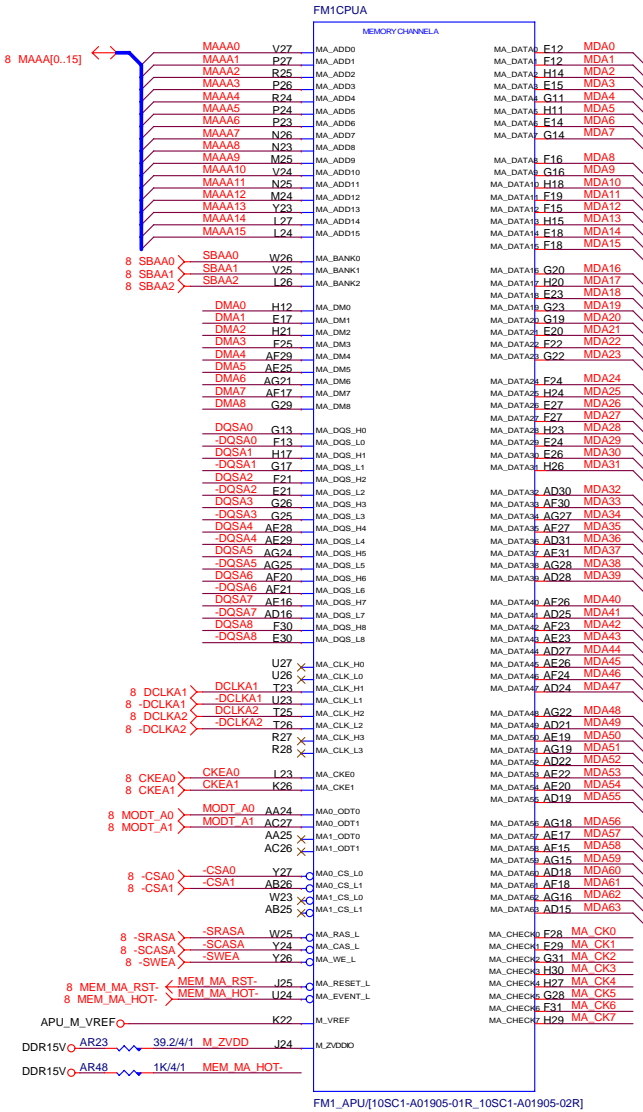 FM1CPUA
MEMORY CHANNEL A
8 MAAA[0..15]
MAAA0 V27 MA_ADD0 MA_DATA0 E12 MDA0
MAAA1 P27 MA_ADD1 MA_DATA1 F12 MDA1
MAAA2 R25 MA_ADD2 MA_DATA2 H14 MDA2
MAAA3 P26 MA_ADD3 MA_DATA3 E15 MDA3
MAAA4 R24 MA_ADD4 MA_DATA4 G11 MDA4
MAAA5 P24 MA_ADD5 MA_DATA5 H11 MDA5
MAAA6 P23 MA_ADD6 MA_DATA6 E14 MDA6
MAAA7 N26 MA_ADD7 MA_DATA7 G14 MDA7
MAAA8 N23 MA_ADD8
MAAA9 M25 MA_ADD9 MA_DATA8 F16 MDA8
MAAA10 V24 MA_ADD10 MA_DATA9 G16 MDA9
MAAA11 N25 MA_ADD11 MA_DATA10 H18 MDA10
MAAA12 M24 MA_ADD12 MA_DATA11 F19 MDA11
MAAA13 Y23 MA_ADD13 MA_DATA12 F15 MDA12
MAAA14 L27 MA_ADD14 MA_DATA13 H15 MDA13
MAAA15 L24 MA_ADD15 MA_DATA14 E18 MDA14
MA_DATA15 F18 MDA15
8 SBAA0 SBAA0 W26 MA_BANK0
8 SBAA1 SBAA1 V25 MA_BANK1 MA_DATA16 G20 MDA16
8 SBAA2 SBAA2 L26 MA_BANK2 MA_DATA17 H20 MDA17
MA_DATA18 E23 MDA18
DMA0 H12 MA_DM0 MA_DATA19 G23 MDA19
DMA1 E17 MA_DM1 MA_DATA20 G19 MDA20
DMA2 H21 MA_DM2 MA_DATA21 E20 MDA21
DMA3 F25 MA_DM3 MA_DATA22 F22 MDA22
DMA4 AF29 MA_DM4 MA_DATA23 G22 MDA23
DMA5 AE25 MA_DM5
DMA6 AG21 MA_DM6 MA_DATA24 F24 MDA24
DMA7 AF17 MA_DM7 MA_DATA25 H24 MDA25
DMA8 G29 MA_DM8 MA_DATA26 E27 MDA26
MA_DATA27 F27 MDA27
DQSA0 G13 MA_DQS_H0 MA_DATA28 H23 MDA28
-DQSA0 F13 MA_DQS_L0 MA_DATA29 E24 MDA29
DQSA1 H17 MA_DQS_H1 MA_DATA30 E26 MDA30
-DQSA1 G17 MA_DQS_L1 MA_DATA31 H26 MDA31
DQSA2 F21 MA_DQS_H2
-DQSA2 E21 MA_DQS_L2 MA_DATA32 AD30 MDA32
DQSA3 G26 MA_DQS_H3 MA_DATA33 AF30 MDA33
-DQSA3 G25 MA_DQS_L3 MA_DATA34 AG27 MDA34
DQSA4 AE28 MA_DQS_H4 MA_DATA35 AF27 MDA35
-DQSA4 AE29 MA_DQS_L4 MA_DATA36 AD31 MDA36
DQSA5 AG24 MA_DQS_H5 MA_DATA37 AE31 MDA37
-DQSA5 AG25 MA_DQS_L5 MA_DATA38 AG28 MDA38
DQSA6 AF20 MA_DQS_H6 MA_DATA39 AD28 MDA39
-DQSA6 AF21 MA_DQS_L6
DQSA7 AE16 MA_DQS_H7 MA_DATA40 AF26 MDA40
-DQSA7 AD16 MA_DQS_L7 MA_DATA41 AD25 MDA41
DQSA8 F30 MA_DQS_H8 MA_DATA42 AF23 MDA42
-DQSA8 E30 MA_DQS_L8 MA_DATA43 AE23 MDA43
MA_DATA44 AD27 MDA44
U27 MA_CLK_H0 MA_DATA45 AE26 MDA45
U26 MA_CLK_L0 MA_DATA46 AF24 MDA46
8 DCLKA1 DCLKA1 T23 MA_CLK_H1 MA_DATA47 AD24 MDA47
8 -DCLKA1 -DCLKA1 U23 MA_CLK_L1
8 DCLKA2 DCLKA2 T25 MA_CLK_H2 MA_DATA48 AG22 MDA48
8 -DCLKA2 -DCLKA2 T26 MA_CLK_L2 MA_DATA49 AD21 MDA49
R27 MA_CLK_H3 MA_DATA50 AE19 MDA50
R28 MA_CLK_L3 MA_DATA51 AG19 MDA51
MA_DATA52 AD22 MDA52
8 CKEA0 CKEA0 L23 MA_CKE0 MA_DATA53 AE22 MDA53
8 CKEA1 CKEA1 K26 MA_CKE1 MA_DATA54 AE20 MDA54
MA_DATA55 AD19 MDA55
8 MODT_A0 MODT_A0 AA24 MA0_ODT0
8 MODT_A1 MODT_A1 AC27 MA0_ODT1 MA_DATA56 AG18 MDA56
AA25 MA1_ODT0 MA_DATA57 AE17 MDA57
AC26 MA1_ODT1 MA_DATA58 AF15 MDA58
MA_DATA59 AG15 MDA59
8 -CSA0 -CSA0 Y27 MA0_CS_L0 MA_DATA60 AD18 MDA60
8 -CSA1 -CSA1 AB26 MA0_CS_L1 MA_DATA61 AF18 MDA61
W23 MA1_CS_L0 MA_DATA62 AG16 MDA62
AB25 MA1_CS_L1 MA_DATA63 AD15 MDA63
8 -SRASA -SRASA W25 MA_RAS_L MA_CHECK0 F28 MA_CK0
8 -SCASA -SCASA Y24 MA_CAS_L MA_CHECK1 E29 MA_CK1
8 -SWEA -SWEA Y26 MA_WE_L MA_CHECK2 G31 MA_CK2
MA_CHECK3 H30 MA_CK3
8 MEM_MA_RST- MEM_MA_RST- J25 MA_RESET_L MA_CHECK4 H27 MA_CK4
8 MEM_MA_HOT- MEM_MA_HOT- U24 MA_EVENT_L MA_CHECK5 G28 MA_CK5
MA_CHECK6 F31 MA_CK6
APU_M_VREF K22 M_VREF MA_CHECK7 H29 MA_CK7
DDR15V AR23 39.2/4/1 M_ZVDD J24 M_ZVDDIO
DDR15V AR48 1K/4/1 MEM_MA_HOT-
FM1_APU/[10SC1-A01905-01R_10SC1-A01905-02R]